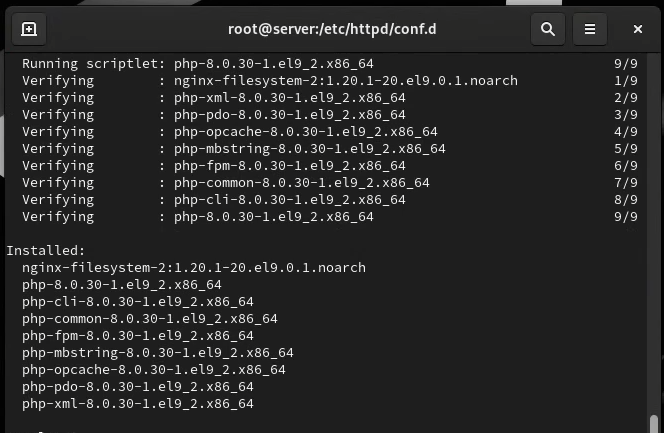 root@server:/etc/httpd/conf.d
Running scriptlet: php-8.0.30-1.el9_2.x86_64 9/9
Verifying : nginx-filesystem-2:1.20.1-20.el9.0.1.noarch 1/9
Verifying : php-xml-8.0.30-1.el9_2.x86_64 2/9
Verifying : php-pdo-8.0.30-1.el9_2.x86_64 3/9
Verifying : php-opcache-8.0.30-1.el9_2.x86_64 4/9
Verifying : php-mbstring-8.0.30-1.el9_2.x86_64 5/9
Verifying : php-fpm-8.0.30-1.el9_2.x86_64 6/9
Verifying : php-common-8.0.30-1.el9_2.x86_64 7/9
Verifying : php-cli-8.0.30-1.el9_2.x86_64 8/9
Verifying : php-8.0.30-1.el9_2.x86_64 9/9
Installed:
nginx-filesystem-2:1.20.1-20.el9.0.1.noarch
php-8.0.30-1.el9_2.x86_64
php-cli-8.0.30-1.el9_2.x86_64
php-common-8.0.30-1.el9_2.x86_64
php-fpm-8.0.30-1.el9_2.x86_64
php-mbstring-8.0.30-1.el9_2.x86_64
php-opcache-8.0.30-1.el9_2.x86_64
php-pdo-8.0.30-1.el9_2.x86_64
php-xml-8.0.30-1.el9_2.x86_64